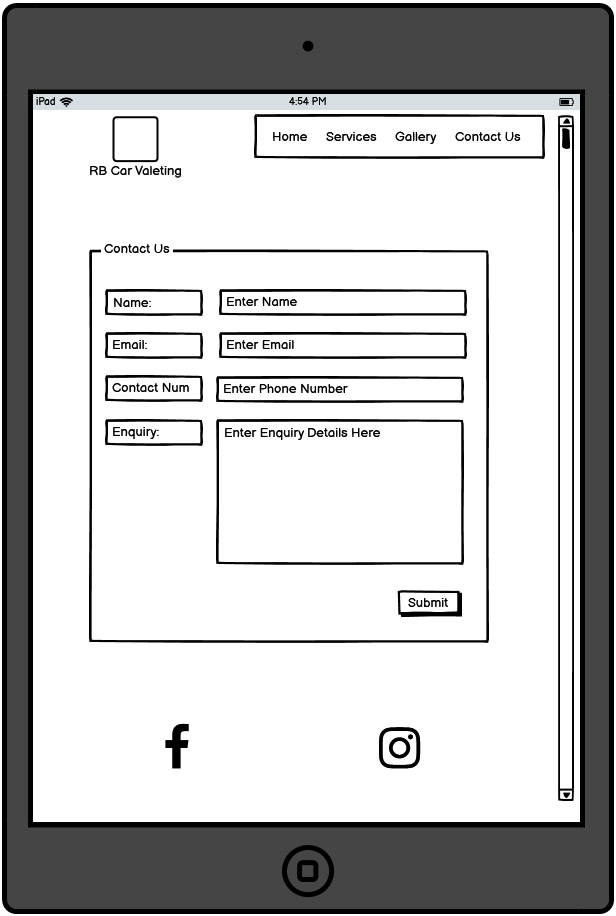 iPad 4:54 PM
Home Services Gallery Contact Us
RB Car Valeting
Contact Us
Name: Enter Name
Email: Enter Email
Contact Num Enter Phone Number
Enquiry: Enter Enquiry Details Here
Submit